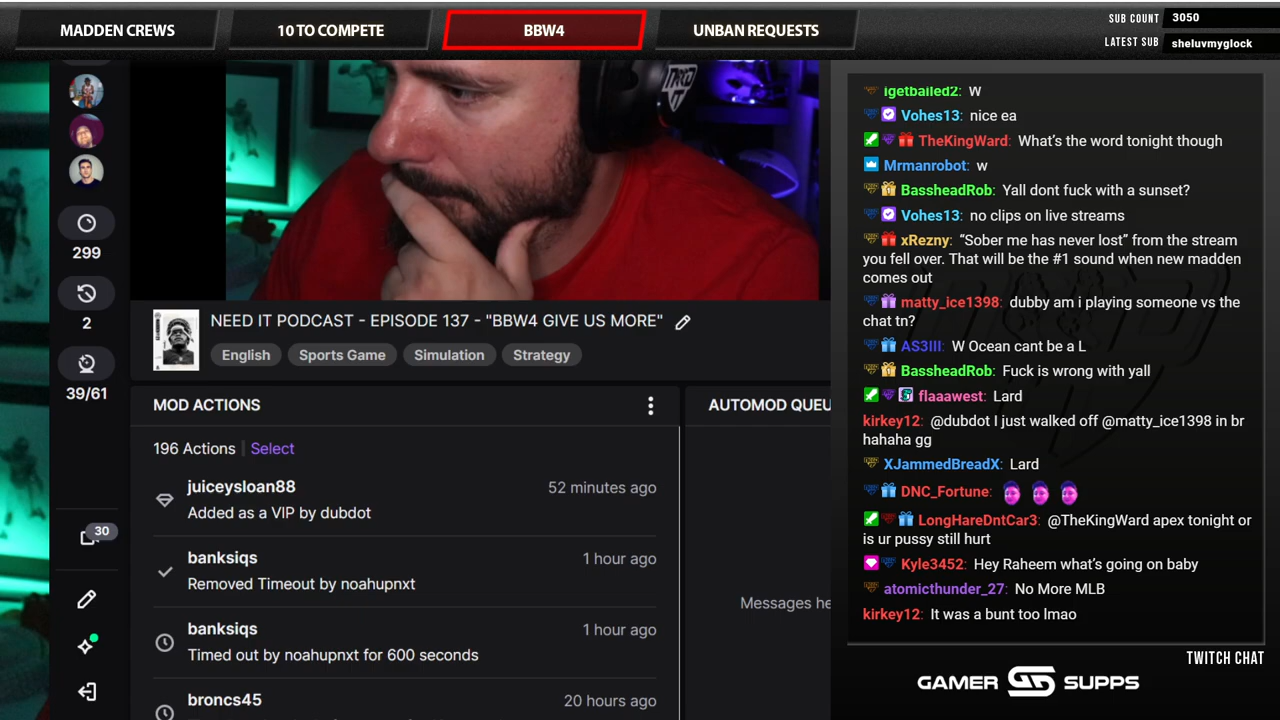 MADDEN CREWS
10 TO COMPETE
BBW4
UNBAN REQUESTS
SUB COUNT 3050
LATEST SUB sheluvmyglock
299
2
39/61
30
NEED IT PODCAST - EPISODE 137 - "BBW4 GIVE US MORE"
English Sports Game Simulation Strategy
MOD ACTIONS
196 Actions | Select
juiceysloan88 52 minutes ago
Added as a VIP by dubdot
banksiqs 1 hour ago
Removed Timeout by noahupnxt
banksiqs 1 hour ago
Timed out by noahupnxt for 600 seconds
broncs45 20 hours ago
AUTOMOD QUEU
Messages he
igetbailed2: W
Vohes13: nice ea
TheKingWard: What's the word tonight though
Mrmanrobot: w
BassheadRob: Yall dont fuck with a sunset?
Vohes13: no clips on live streams
xRezny: “Sober me has never lost” from the stream
you fell over. That will be the #1 sound when new madden
comes out
matty_ice1398: dubby am i playing someone vs the
chat tn?
AS3III: W Ocean cant be a L
BassheadRob: Fuck is wrong with yall
flaaawest: Lard
kirkey12: @dubdot I just walked off @matty_ice1398 in br
hahaha gg
XJammedBreadX: Lard
DNC_Fortune:
LongHareDntCar3: @TheKingWard apex tonight or
is ur pussy still hurt
Kyle3452: Hey Raheem what's going on baby
atomicthunder_27: No More MLB
kirkey12: It was a bunt too lmao
TWITCH CHAT
GAMER SUPPS